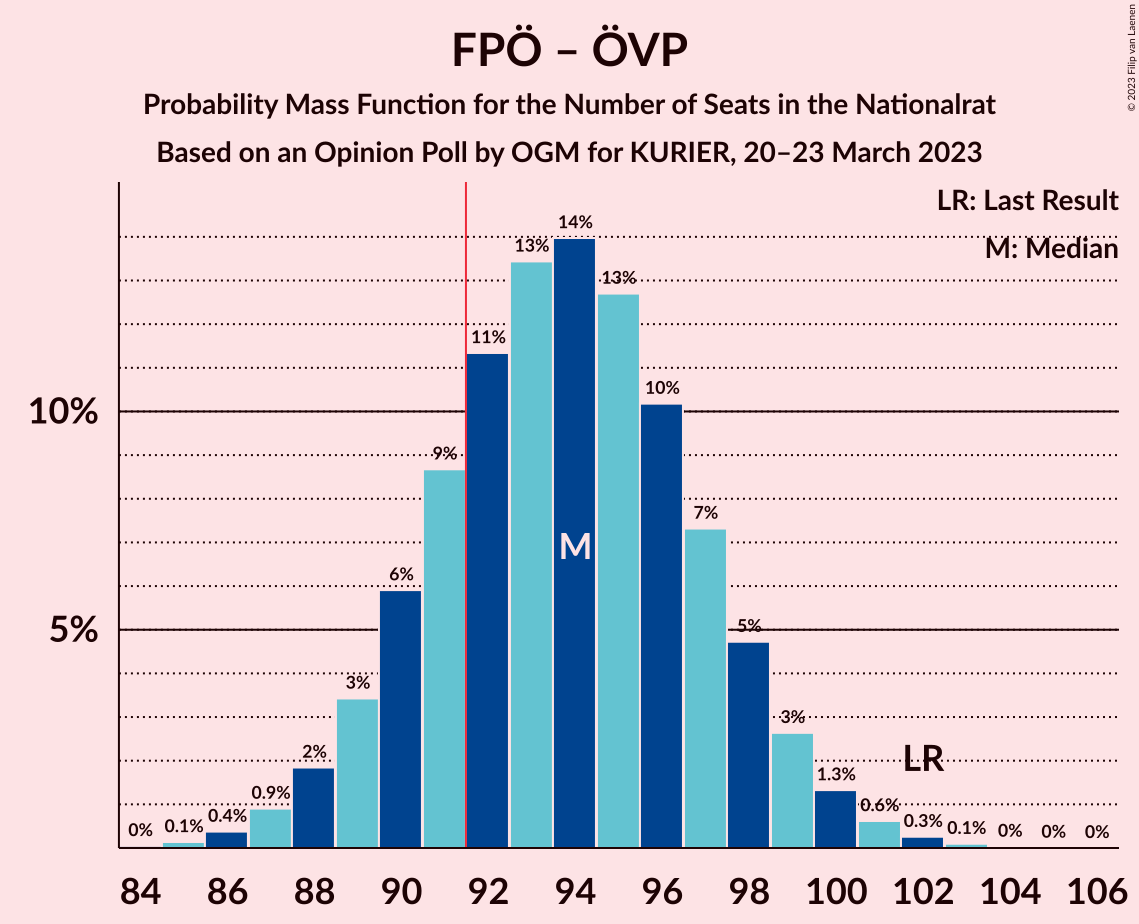 FPÖ – ÖVP
Probability Mass Function for the Number of Seats in the Nationalrat
Based on an Opinion Poll by OGM for KURIER, 20–23 March 2023
© 2023 Filip van Laenen
LR: Last Result
M: Median
10%
5%
0%
0.1%
0.4%
0.9%
2%
3%
6%
9%
11%
13%
14%
13%
10%
7%
5%
3%
1.3%
0.6%
0.3%
0.1%
0%
0%
0%
M
LR
84 86 88 90 92 94 96 98 100 102 104 106